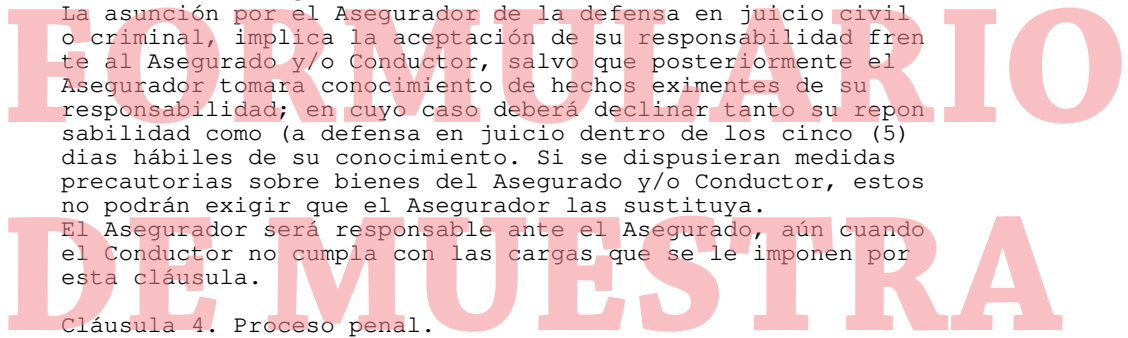 La asunción por el Asegurador de la defensa en juicio civil
o criminal, implica la aceptación de su responsabilidad fren
te al Asegurado y/o Conductor, salvo que posteriormente el
Asegurador tomara conocimiento de hechos eximentes de su
FORMULARIO
responsabilidad; en cuyo caso deberá declinar tanto su repon
sabilidad como (a defensa en juicio dentro de los cinco (5)
dias hábiles de su conocimiento. Si se dispusieran medidas
precautorias sobre bienes del Asegurado y/o Conductor, estos
no podrán exigir que el Asegurador las sustituya.
El Asegurador será responsable ante el Asegurado, aún cuando
el Conductor no cumpla con las cargas que se le imponen por
DE MUESTRA
esta cláusula.
Cláusula 4. Proceso penal.